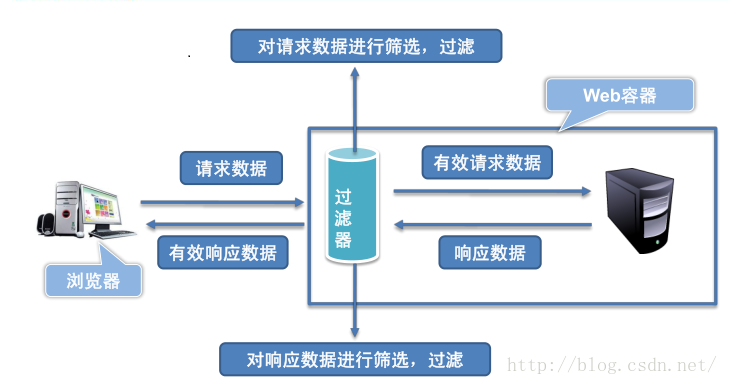 对请求数据进行筛选，过滤
Web容器
请求数据
有效请求数据
过滤器
有效响应数据
响应数据
浏览器
对响应数据进行筛选，过滤
http://blog.csdn.net/